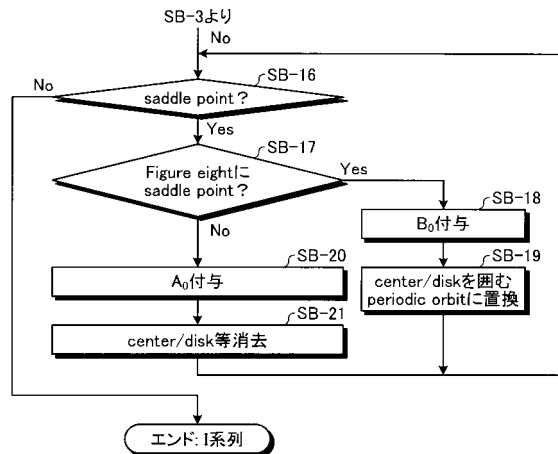 SB-3より
No
SB-16
No
saddle point?
Yes
SB-17
Figure eightに
saddle point?
Yes
SB-18
B₀付与
No
SB-19
center/diskを囲む
periodic orbitに置換
SB-20
A₀付与
SB-21
center/disk等消去
エンド: I系列